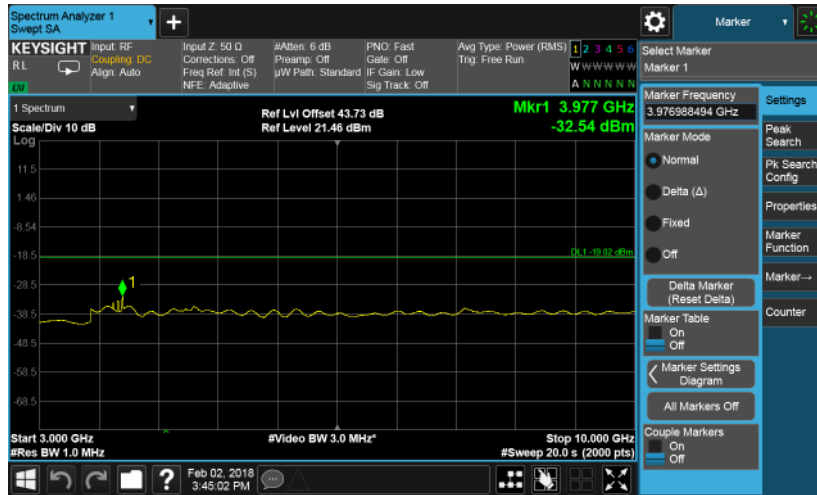 Spectrum Analyzer 1
Swept SA
+
Marker
KEYSIGHT Input: RF
RL
Coupling: DC
Align: Auto
LXI
Input Z: 50 Ω
Corrections: Off
Freq Ref: Int (S)
NFE: Adaptive
#Atten: 6 dB
Preamp: Off
µW Path: Standard
PNO: Fast
Gate: Off
IF Gain: Low
Sig Track: Off
Avg Type: Power (RMS)
Trig: Free Run
1 2 3 4 5 6
W W W W W W
A N N N N N
Select Marker
Marker 1
1 Spectrum
Scale/Div 10 dB
Log
Ref Lvl Offset 43.73 dB
Ref Level 21.46 dBm
Mkr1 3.977 GHz
-32.54 dBm
11.5
1.46
-8.54
-18.5
-28.5
-38.5
-48.5
-58.5
-68.5
DL1 -19.02 dBm
1
Start 3.000 GHz
#Res BW 1.0 MHz
#Video BW 3.0 MHz*
Stop 10.000 GHz
#Sweep 20.0 s (2000 pts)
Marker Frequency
3.976988494 GHz
Marker Mode
Normal
Delta (Δ)
Fixed
Off
Delta Marker
(Reset Delta)
Marker Table
On
Off
Marker Settings
Diagram
All Markers Off
Couple Markers
On
Off
Settings
Peak
Search
Pk Search
Config
Properties
Marker
Function
Marker→
Counter
?
Feb 02, 2018
3:45:02 PM